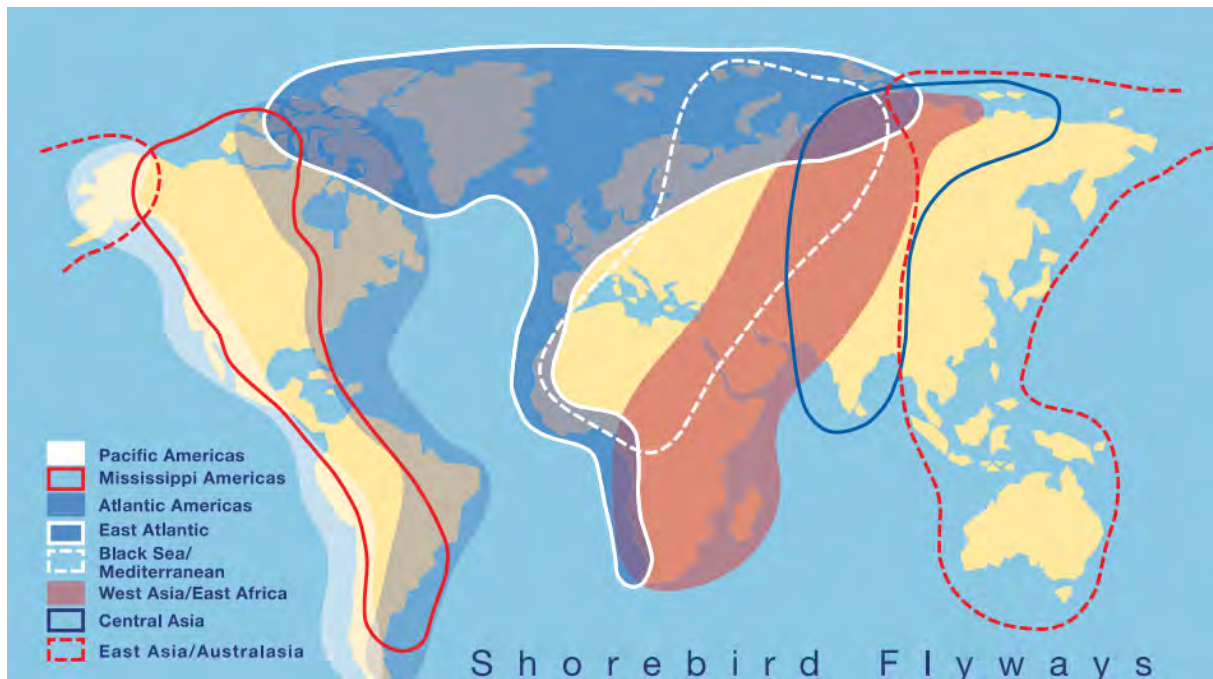 Pacific Americas
Mississippi Americas
Atlantic Americas
East Atlantic
Black Sea/
Mediterranean
West Asia/East Africa
Central Asia
East Asia/Australasia
Shorebird Flyways